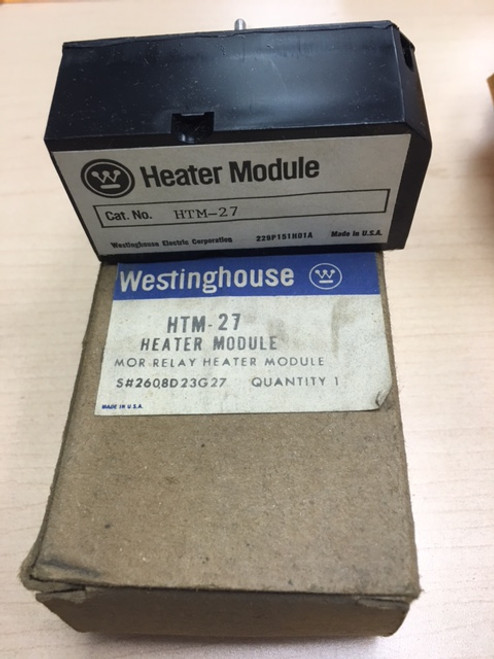 W Heater Module
Cat. No. HTM-27
Westinghouse Electric Corporation 226P151H01A Made in U.S.A.
Westinghouse W
HTM-27
HEATER MODULE
MOR RELAY HEATER MODULE
S#2608D23G27 QUANTITY 1
MADE IN U.S.A.